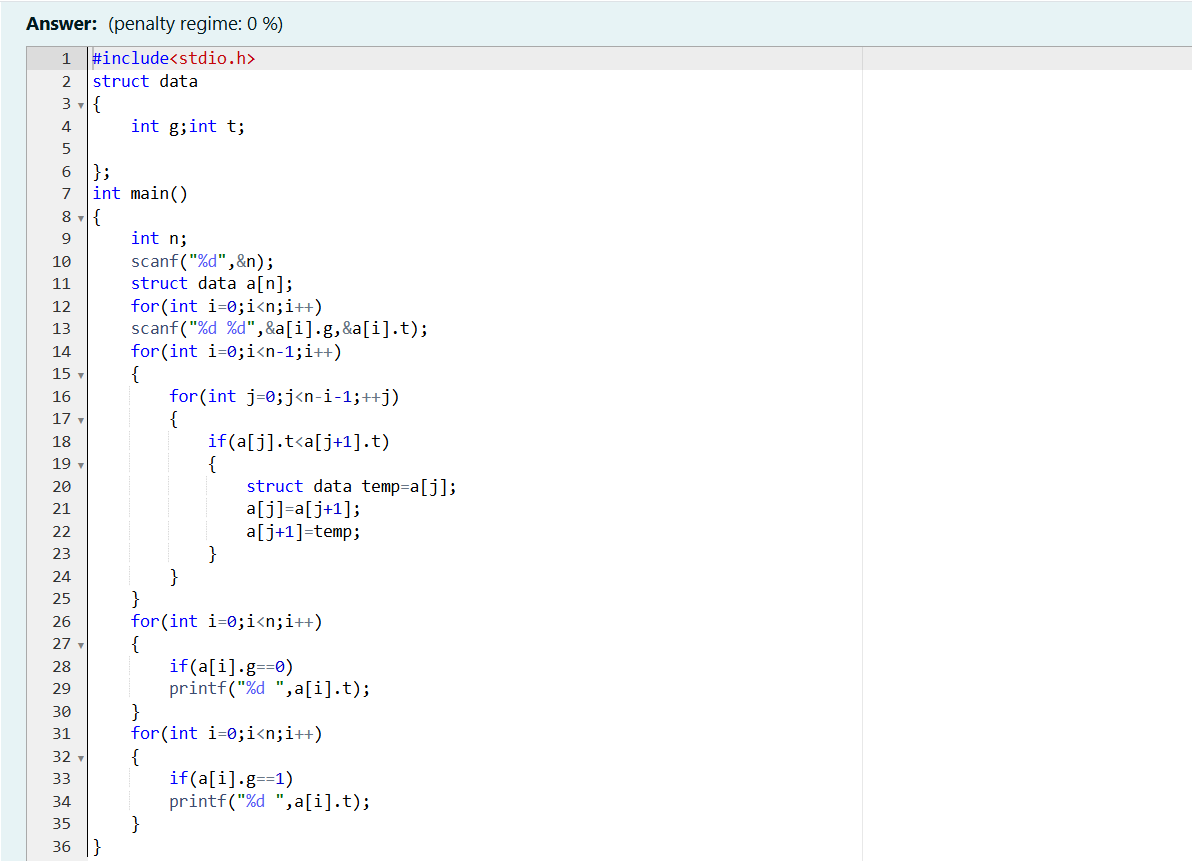 Answer: (penalty regime: 0 %)
1 #include<stdio.h>
2 struct data
3 {
4     int g;int t;
5
6 };
7 int main()
8 {
9     int n;
10     scanf("%d",&n);
11     struct data a[n];
12     for(int i=0;i<n;i++)
13     scanf("%d %d",&a[i].g,&a[i].t);
14     for(int i=0;i<n-1;i++)
15     {
16         for(int j=0;j<n-i-1;++j)
17         {
18             if(a[j].t<a[j+1].t)
19             {
20                 struct data temp=a[j];
21                 a[j]=a[j+1];
22                 a[j+1]=temp;
23             }
24         }
25     }
26     for(int i=0;i<n;i++)
27     {
28         if(a[i].g==0)
29         printf("%d ",a[i].t);
30     }
31     for(int i=0;i<n;i++)
32     {
33         if(a[i].g==1)
34         printf("%d ",a[i].t);
35     }
36 }